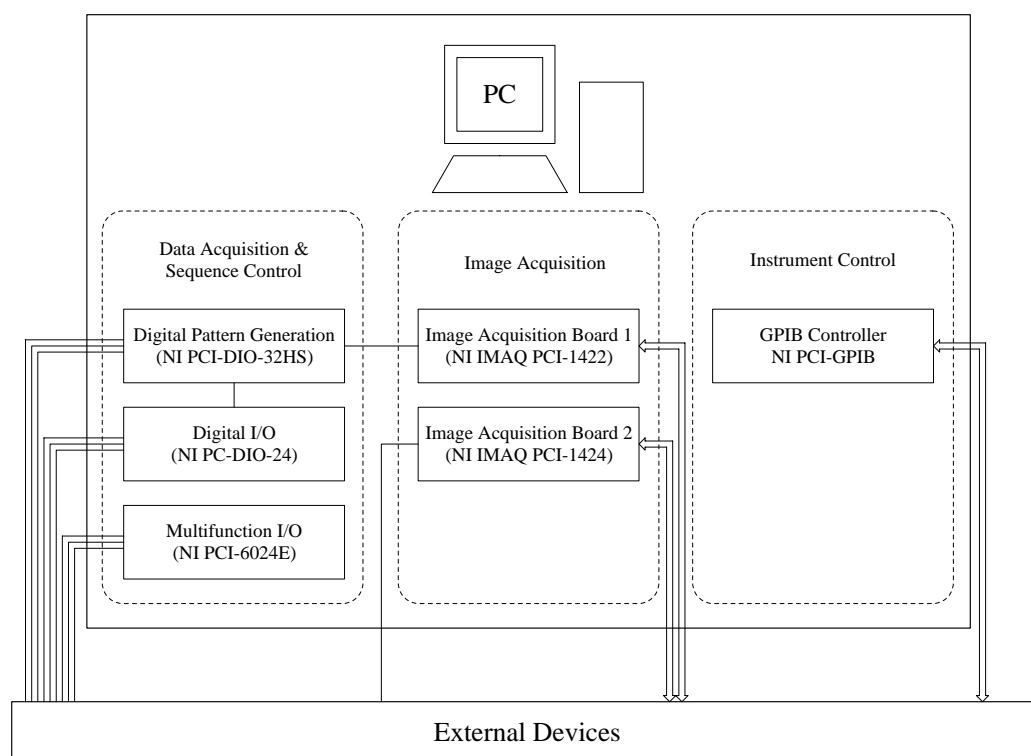 PC
Data Acquisition &
Sequence Control
Digital Pattern Generation
(NI PCI-DIO-32HS)
Digital I/O
(NI PC-DIO-24)
Multifunction I/O
(NI PCI-6024E)
Image Acquisition
Image Acquisition Board 1
(NI IMAQ PCI-1422)
Image Acquisition Board 2
(NI IMAQ PCI-1424)
Instrument Control
GPIB Controller
NI PCI-GPIB
External Devices